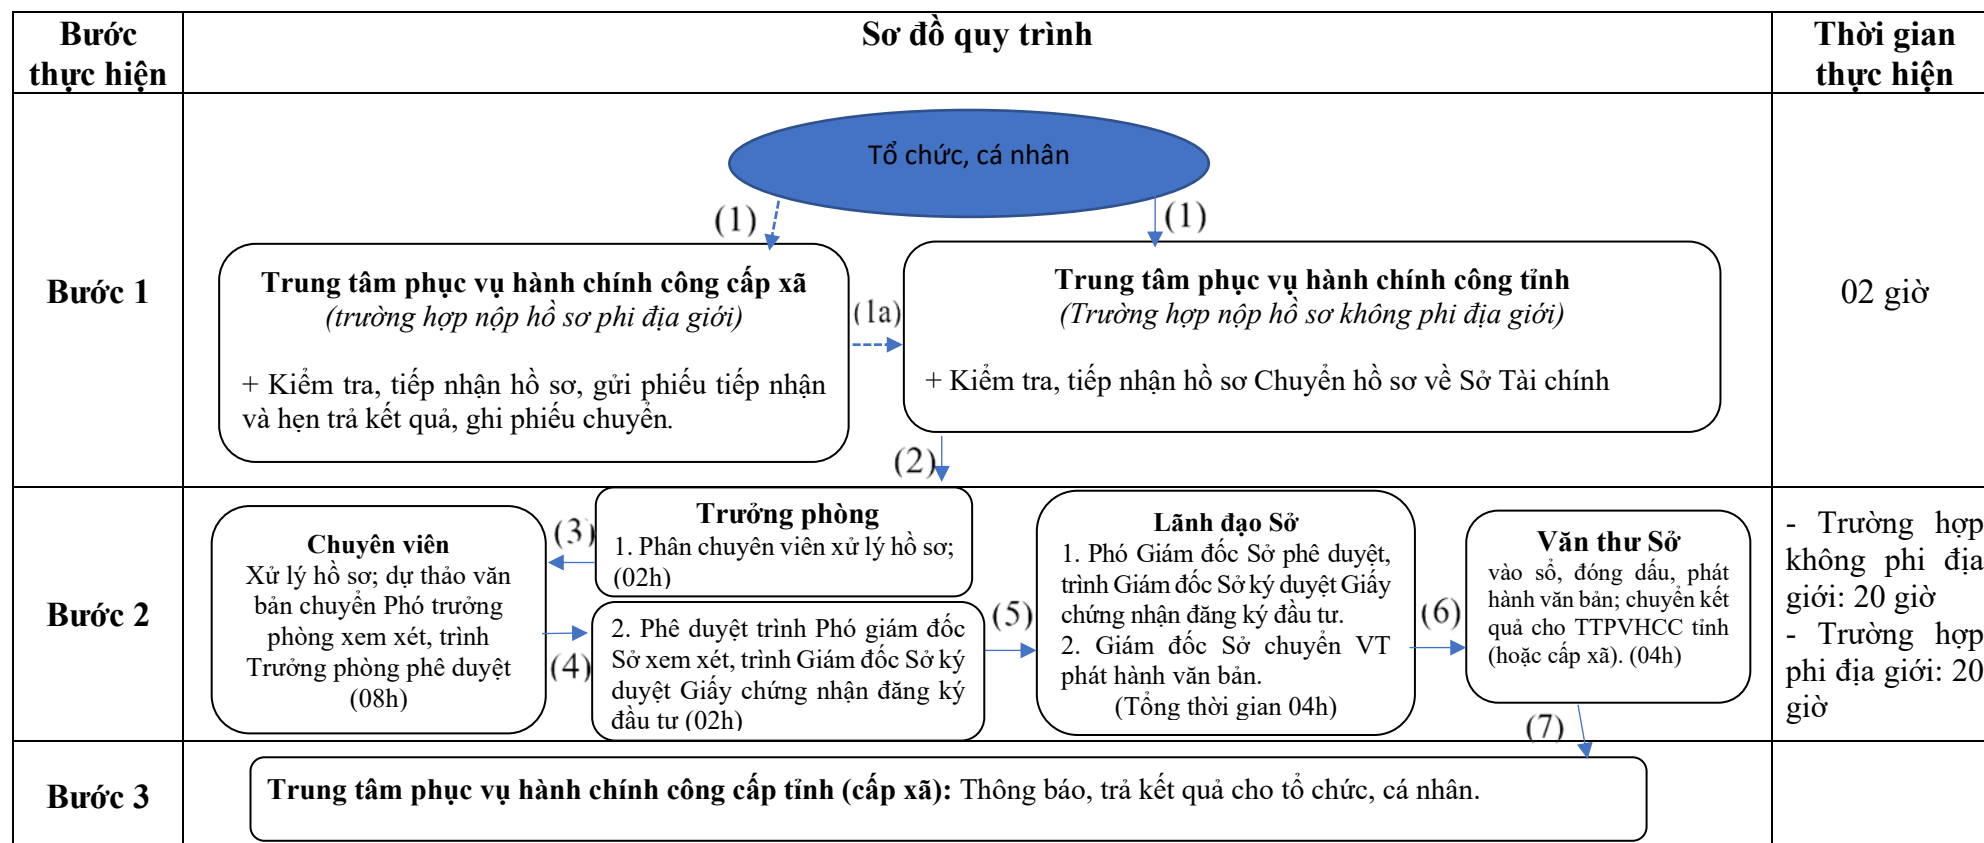 Bước
thực hiện
Sơ đồ quy trình
Thời gian
thực hiện
Bước 1
Tổ chức, cá nhân
(1)
(1)
Trung tâm phục vụ hành chính công cấp xã
(trường hợp nộp hồ sơ phi địa giới)
+ Kiểm tra, tiếp nhận hồ sơ, gửi phiếu tiếp nhận
và hẹn trả kết quả, ghi phiếu chuyển.
(1a)
Trung tâm phục vụ hành chính công tỉnh
(Trường hợp nộp hồ sơ không phi địa giới)
+ Kiểm tra, tiếp nhận hồ sơ Chuyển hồ sơ về Sở Tài chính
(2)
02 giờ
Bước 2
Chuyên viên
Xử lý hồ sơ; dự thảo văn
bản chuyển Phó trưởng
phòng xem xét, trình
Trưởng phòng phê duyệt
(08h)
(3)
(4)
Trưởng phòng
1. Phân chuyên viên xử lý hồ sơ;
(02h)
2. Phê duyệt trình Phó giám đốc
Sở xem xét, trình Giám đốc Sở ký
duyệt Giấy chứng nhận đăng ký
đầu tư (02h)
(5)
Lãnh đạo Sở
1. Phó Giám đốc Sở phê duyệt,
trình Giám đốc Sở ký duyệt Giấy
chứng nhận đăng ký đầu tư.
2. Giám đốc Sở chuyển VT
phát hành văn bản.
(Tổng thời gian 04h)
(6)
Văn thư Sở
vào sổ, đóng dấu, phát
hành văn bản; chuyển kết
quả cho TTPVHCC tỉnh
(hoặc cấp xã). (04h)
(7)
- Trường hợp
không phi địa
giới: 20 giờ
- Trường hợp
phi địa giới: 20
giờ
Bước 3
Trung tâm phục vụ hành chính công cấp tỉnh (cấp xã): Thông báo, trả kết quả cho tổ chức, cá nhân.